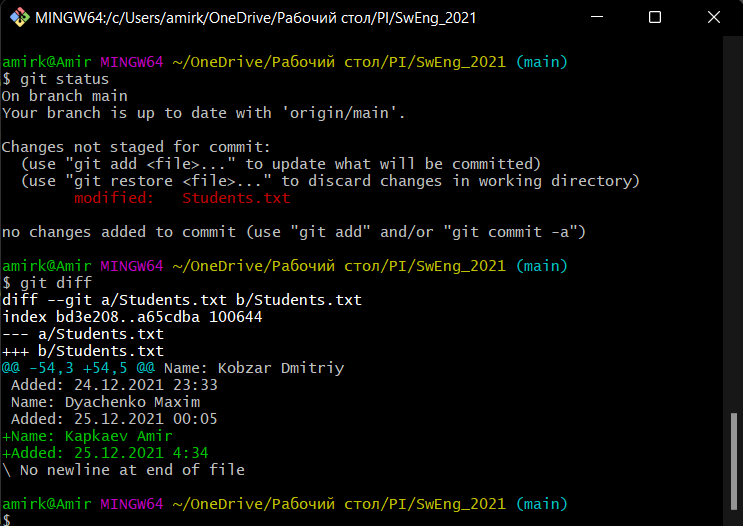 MINGW64:/c/Users/amirk/OneDrive/Рабочий стол/PI/SwEng_2021
amirk@Amir MINGW64 ~/OneDrive/Рабочий стол/PI/SwEng_2021 (main)
$ git status
On branch main
Your branch is up to date with 'origin/main'.
Changes not staged for commit:
  (use "git add <file>..." to update what will be committed)
  (use "git restore <file>..." to discard changes in working directory)
        modified:   Students.txt
no changes added to commit (use "git add" and/or "git commit -a")
amirk@Amir MINGW64 ~/OneDrive/Рабочий стол/PI/SwEng_2021 (main)
$ git diff
diff --git a/Students.txt b/Students.txt
index bd3e208..a65cdba 100644
--- a/Students.txt
+++ b/Students.txt
@@ -54,3 +54,5 @@ Name: Kobzar Dmitriy
 Added: 24.12.2021 23:33
 Name: Dyachenko Maxim
 Added: 25.12.2021 00:05
+Name: Kapkaev Amir
+Added: 25.12.2021 4:34
\ No newline at end of file
amirk@Amir MINGW64 ~/OneDrive/Рабочий стол/PI/SwEng_2021 (main)
$